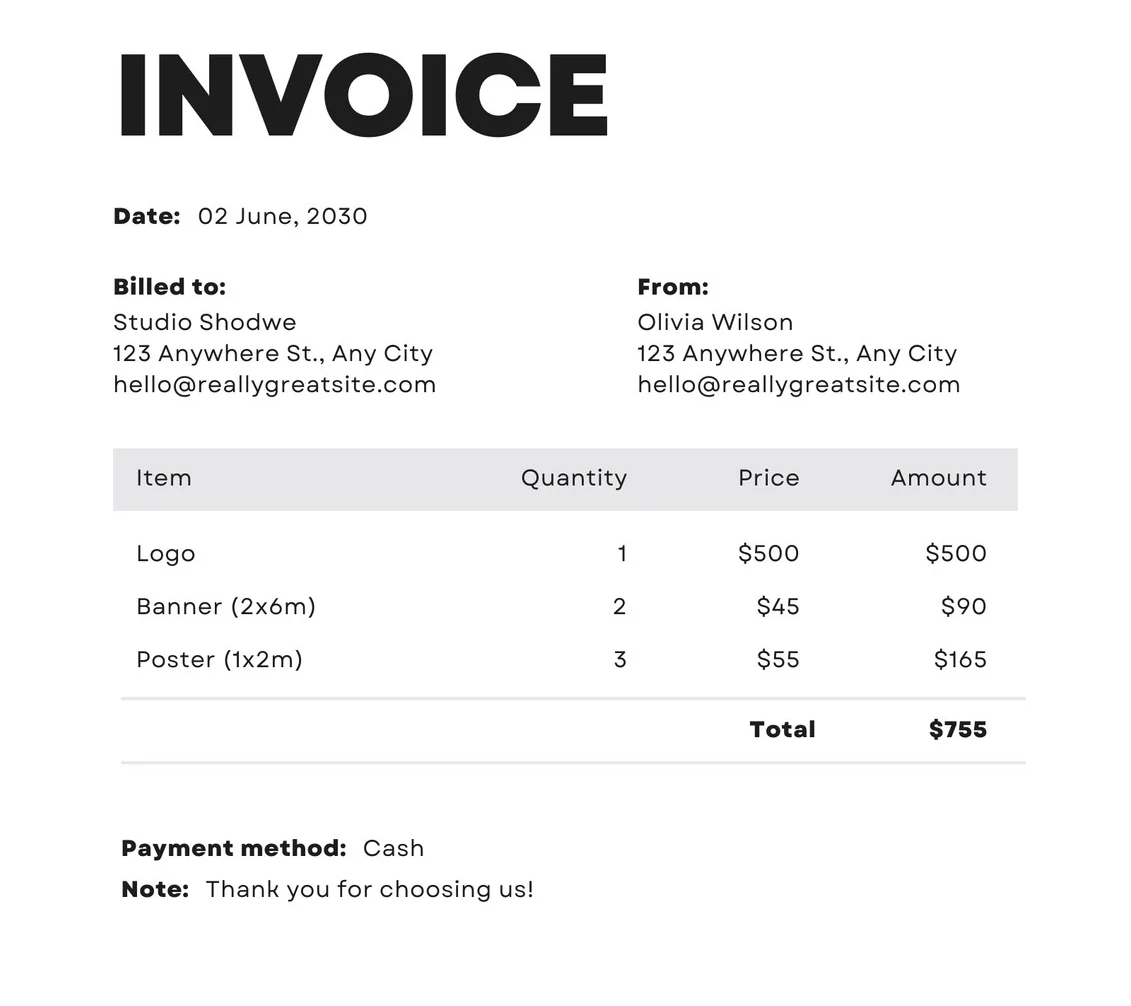 INVOICE
Date: 02 June, 2030
Billed to:
Studio Shodwe
123 Anywhere St., Any City
hello@reallygreatsite.com
From:
Olivia Wilson
123 Anywhere St., Any City
hello@reallygreatsite.com
Item Quantity Price Amount
Logo 1 $500 $500
Banner (2x6m) 2 $45 $90
Poster (1x2m) 3 $55 $165
Total $755
Payment method: Cash
Note: Thank you for choosing us!